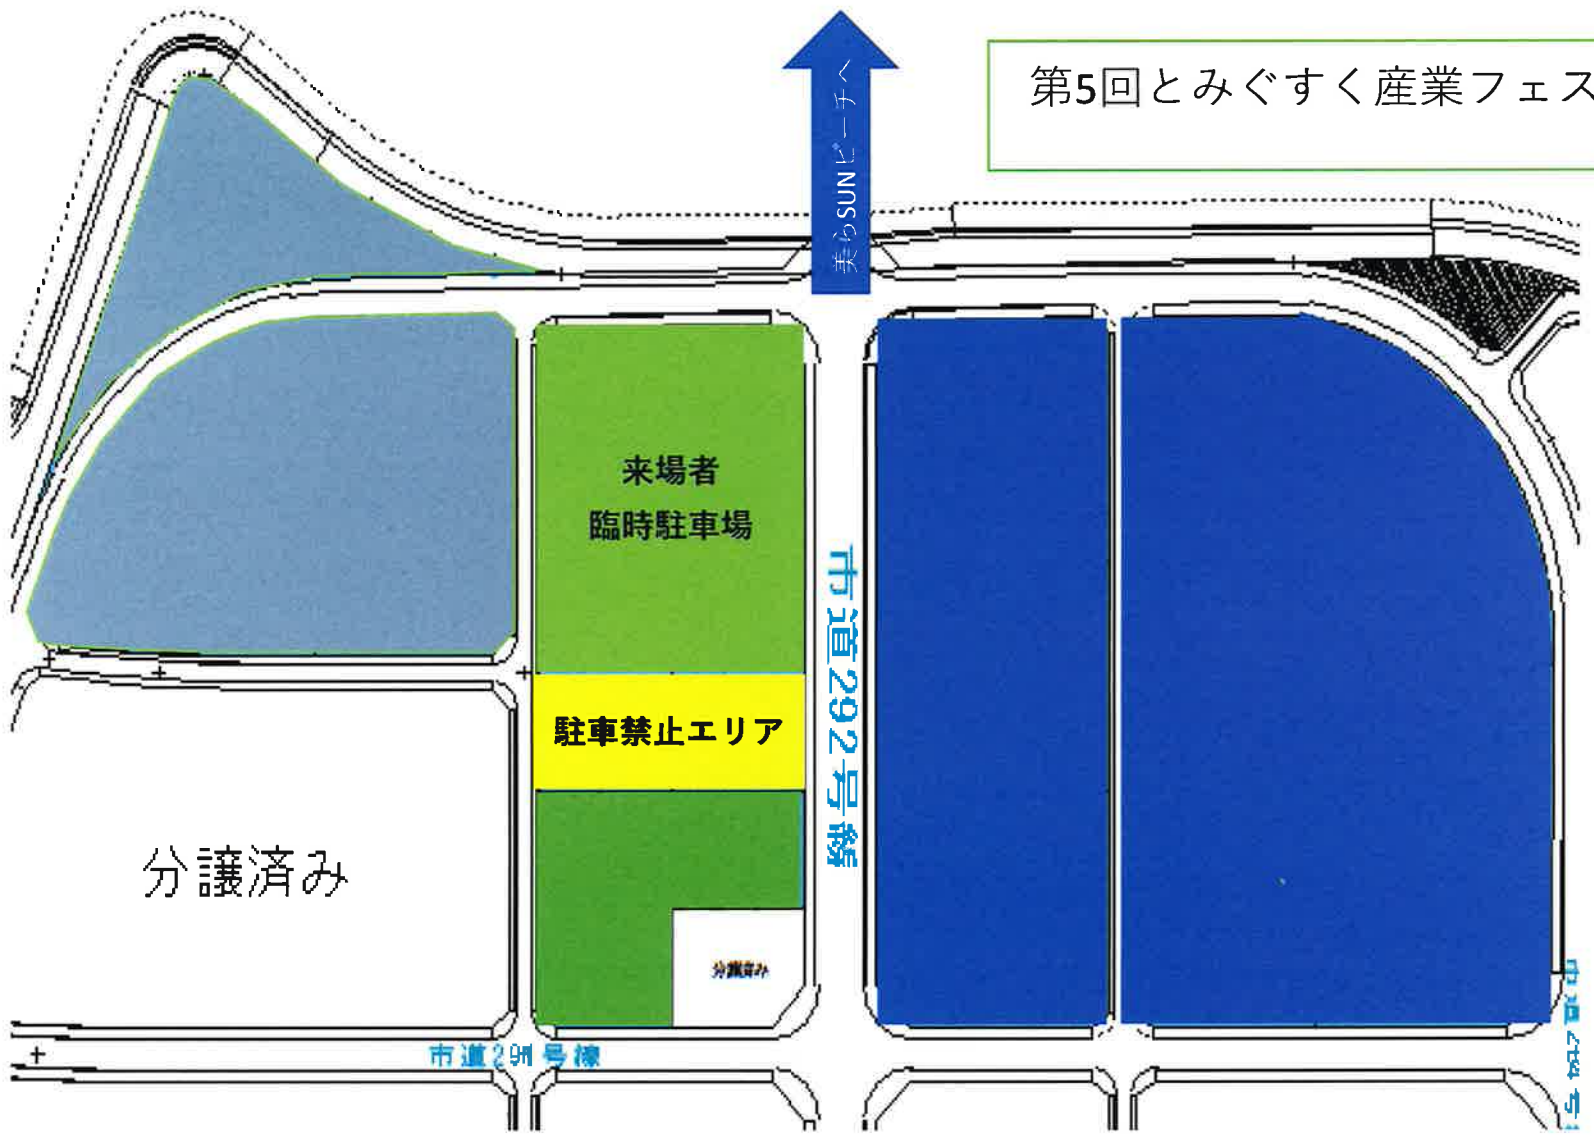 第5回とみぐすく産業フェス
美らSUNビーチへ
来場者
臨時駐車場
市道292号線
駐車禁止エリア
分譲済み
分譲済み